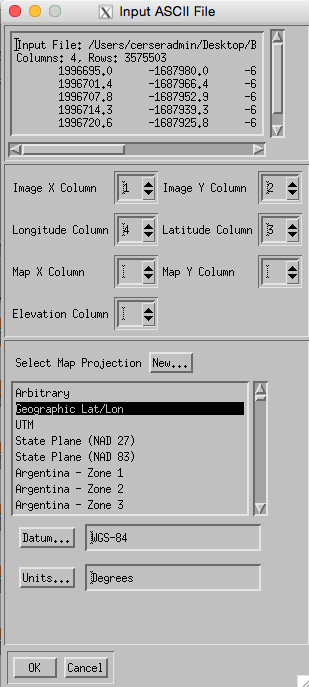 Input ASCII File
Input File: /Users/cerseradmin/Desktop/B
Columns: 4, Rows: 3575503
1996695.0 -1687980.0 -6
1996701.4 -1687966.4 -6
1996707.8 -1687952.9 -6
1996714.3 -1687939.3 -6
1996720.6 -1687925.8 -6
Image X Column 1 Image Y Column 2
Longitude Column 4 Latitude Column 3
Map X Column Map Y Column
Elevation Column
Select Map Projection New...
Arbitrary
Geographic Lat/Lon
UTM
State Plane (NAD 27)
State Plane (NAD 83)
Argentina - Zone 1
Argentina - Zone 2
Argentina - Zone 3
Datum... WGS-84
Units... Degrees
OK Cancel